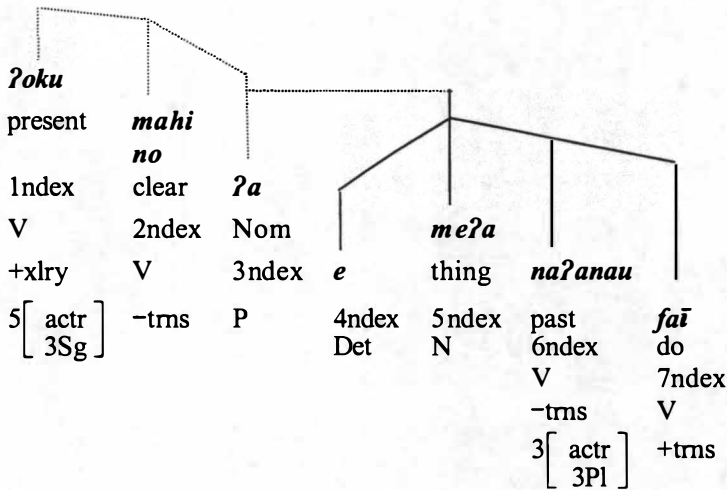 ʔoku
present mahi
no
1ndex clear ʔa
V 2ndex Nom meʔa
+xlry V 3ndex e thing naʔanau
5[ actr 3Sg ] −trns P 4ndex 5ndex past faī
Det N 6ndex do
V 7ndex
−trns V
3[ actr 3Pl ] +trns